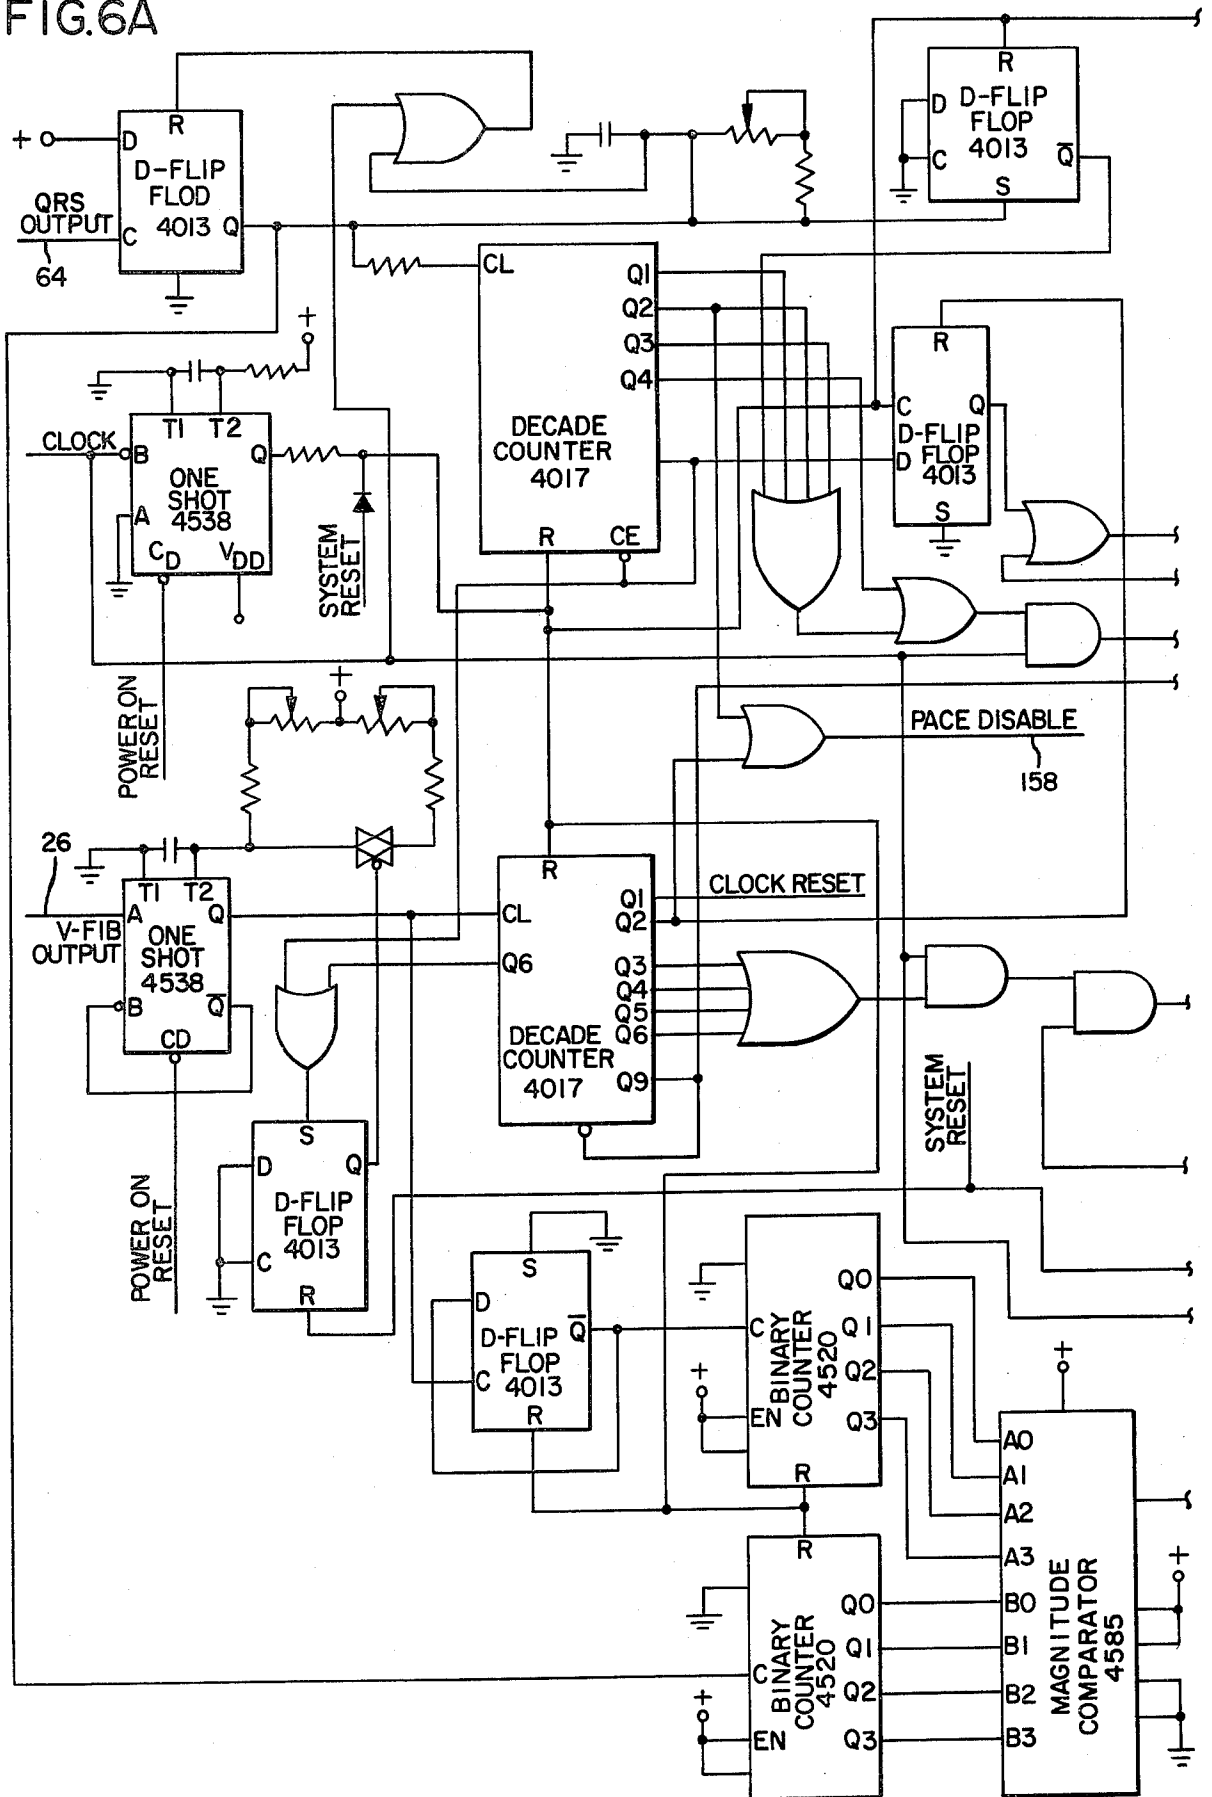 FIG.6A
R
D
D-FLIP
FLOD
4013
Q
C
+
QRS
OUTPUT
64
R
D
D-FLIP
FLOP
4013
C
Q̅
S
CL
Q1
Q2
Q3
Q4
DECADE
COUNTER
4017
R
CE
R
C
Q
D-FLIP
FLOP
4013
D
S
+
T1
T2
CLOCK
B
Q
ONE
SHOT
4538
A
CD
VDD
SYSTEM
RESET
POWER ON
RESET
+
PACE DISABLE
158
26
V-FIB
OUTPUT
T1
T2
A
Q
ONE
SHOT
4538
B
Q̅
CD
POWER ON
RESET
R
CL
Q1
CLOCK RESET
Q2
Q6
Q3
Q4
Q5
Q6
DECADE
COUNTER
4017
Q9
SYSTEM
RESET
S
D
Q
D-FLIP
FLOP
4013
C
R
S
D
D-FLIP
FLOP
4013
Q̅
C
R
C
BINARY
COUNTER
4520
Q0
Q1
Q2
Q3
+
EN
R
R
C
BINARY
COUNTER
4520
Q0
Q1
Q2
Q3
+
EN
+
A0
A1
A2
A3
B0
B1
B2
B3
MAGNITUDE
COMPARATOR
4585
+